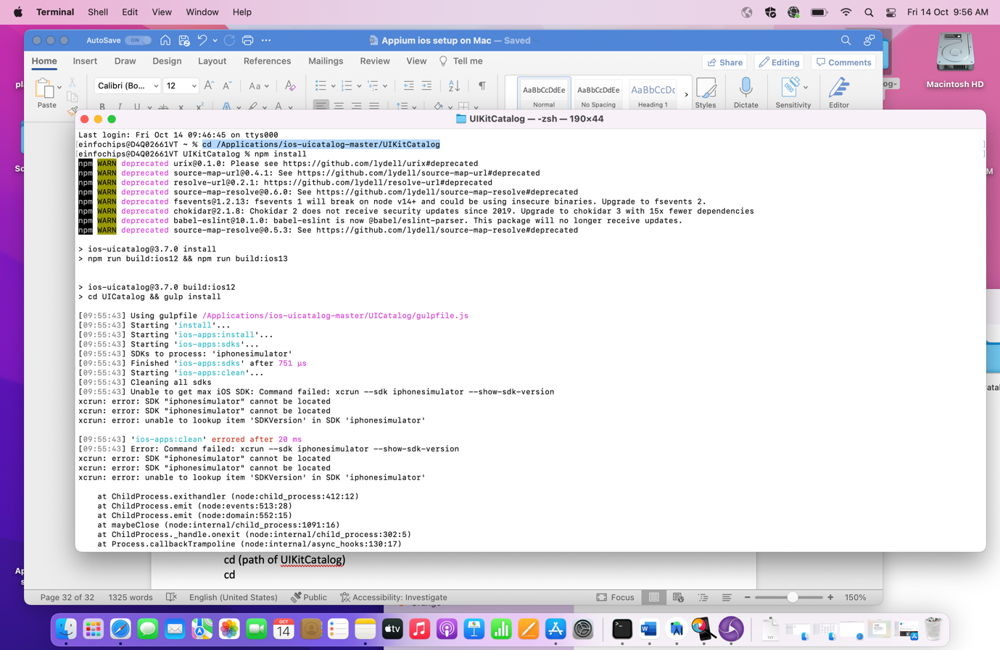 Terminal Shell Edit View Window Help Fri 14 Oct 9:56 AM
AutoSave ON Appium ios setup on Mac — Saved
Home Insert Draw Design Layout References Mailings Review View Tell me Share Editing Comments
Macintosh HD
Paste Calibri (Bo... 12 Aa AaBbCcDdEe Normal AaBbCcDdEe No Spacing AaBbCcDc Heading 1 Styles Dictate Sensitivity Editor
UIKitCatalog — -zsh — 190×44
Last login: Fri Oct 14 09:46:45 on ttys000
einfochips@D4Q02661VT ~ % cd /Applications/ios-uicatalog-master/UIKitCatalog
einfochips@D4Q02661VT UIKitCatalog % npm install
npm WARN deprecated urix@0.1.0: Please see https://github.com/lydell/urix#deprecated
npm WARN deprecated source-map-url@0.4.1: See https://github.com/lydell/source-map-url#deprecated
npm WARN deprecated resolve-url@0.2.1: https://github.com/lydell/resolve-url#deprecated
npm WARN deprecated source-map-resolve@0.6.0: See https://github.com/lydell/source-map-resolve#deprecated
npm WARN deprecated fsevents@1.2.13: fsevents 1 will break on node v14+ and could be using insecure binaries. Upgrade to fsevents 2.
npm WARN deprecated chokidar@2.1.8: Chokidar 2 does not receive security updates since 2019. Upgrade to chokidar 3 with 15x fewer dependencies
npm WARN deprecated babel-eslint@10.1.0: babel-eslint is now @babel/eslint-parser. This package will no longer receive updates.
npm WARN deprecated source-map-resolve@0.5.3: See https://github.com/lydell/source-map-resolve#deprecated
> ios-uicatalog@3.7.0 install
> npm run build:ios12 && npm run build:ios13
> ios-uicatalog@3.7.0 build:ios12
> cd UICatalog && gulp install
[09:55:43] Using gulpfile /Applications/ios-uicatalog-master/UICatalog/gulpfile.js
[09:55:43] Starting 'install'...
[09:55:43] Starting 'ios-apps:install'...
[09:55:43] Starting 'ios-apps:sdks'...
[09:55:43] SDKs to process: 'iphonesimulator'
[09:55:43] Finished 'ios-apps:sdks' after 751 μs
[09:55:43] Starting 'ios-apps:clean'...
[09:55:43] Cleaning all sdks
[09:55:43] Unable to get max iOS SDK: Command failed: xcrun --sdk iphonesimulator --show-sdk-version
xcrun: error: SDK "iphonesimulator" cannot be located
xcrun: error: SDK "iphonesimulator" cannot be located
xcrun: error: unable to lookup item 'SDKVersion' in SDK 'iphonesimulator'
[09:55:43] 'ios-apps:clean' errored after 20 ms
[09:55:43] Error: Command failed: xcrun --sdk iphonesimulator --show-sdk-version
xcrun: error: SDK "iphonesimulator" cannot be located
xcrun: error: SDK "iphonesimulator" cannot be located
xcrun: error: unable to lookup item 'SDKVersion' in SDK 'iphonesimulator'
at ChildProcess.exithandler (node:child_process:412:12)
at ChildProcess.emit (node:events:513:28)
at ChildProcess.emit (node:domain:552:15)
at maybeClose (node:internal/child_process:1091:16)
at ChildProcess._handle.onexit (node:internal/child_process:302:5)
at Process.callbackTrampoline (node:internal/async_hooks:130:17)
cd (path of UIKitCatalog)
cd
Page 32 of 32 1325 words English (United States) Public Accessibility: Investigate Focus 150%
OCT 14 tv TXT